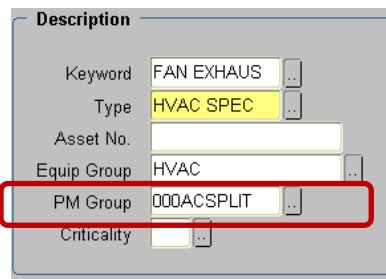 Description
Keyword FAN EXHAUS ..
Type HVAC SPEC ..
Asset No.
Equip Group HVAC ..
PM Group 000ACSPLIT ..
Criticality ..